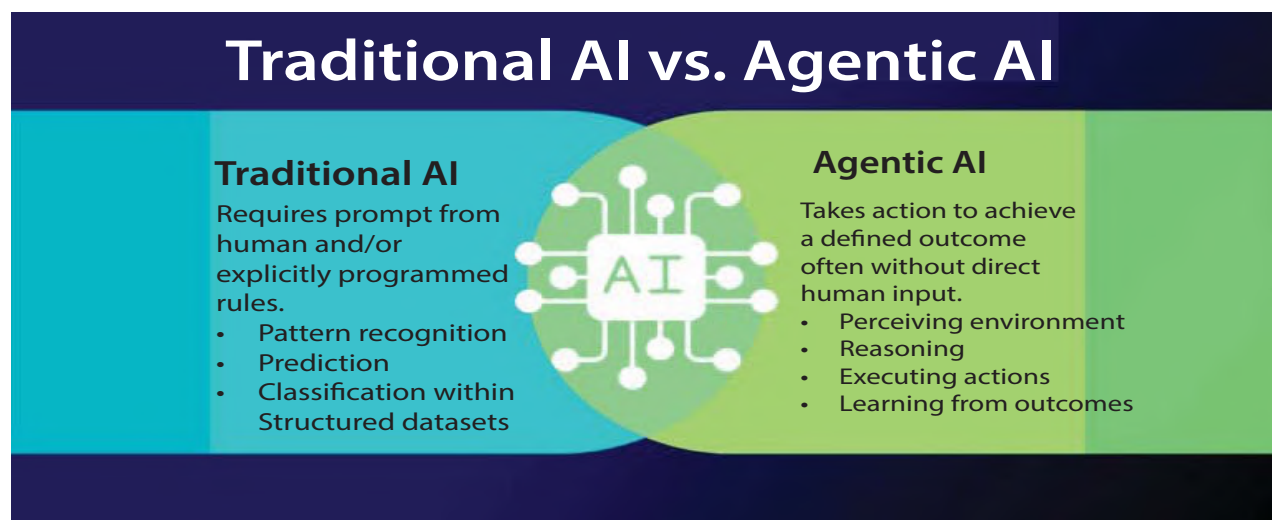 Traditional AI vs. Agentic AI
Traditional AI
Requires prompt from
human and/or
explicitly programmed
rules.
• Pattern recognition
• Prediction
• Classification within
Structured datasets
AI
Agentic AI
Takes action to achieve
a defined outcome
often without direct
human input.
• Perceiving environment
• Reasoning
• Executing actions
• Learning from outcomes